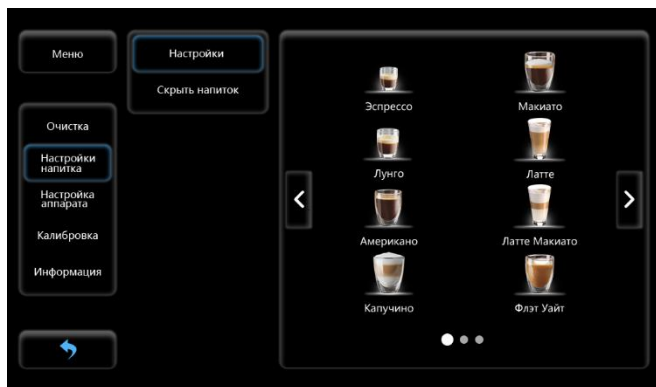 Меню
Настройки
Скрыть напиток
Очистка
Настройки
напитка
Настройка
аппарата
Калибровка
Информация
Эспрессо
Макиато
Лунго
Латте
Американо
Латте Макиато
Капучино
Флэт Уайт